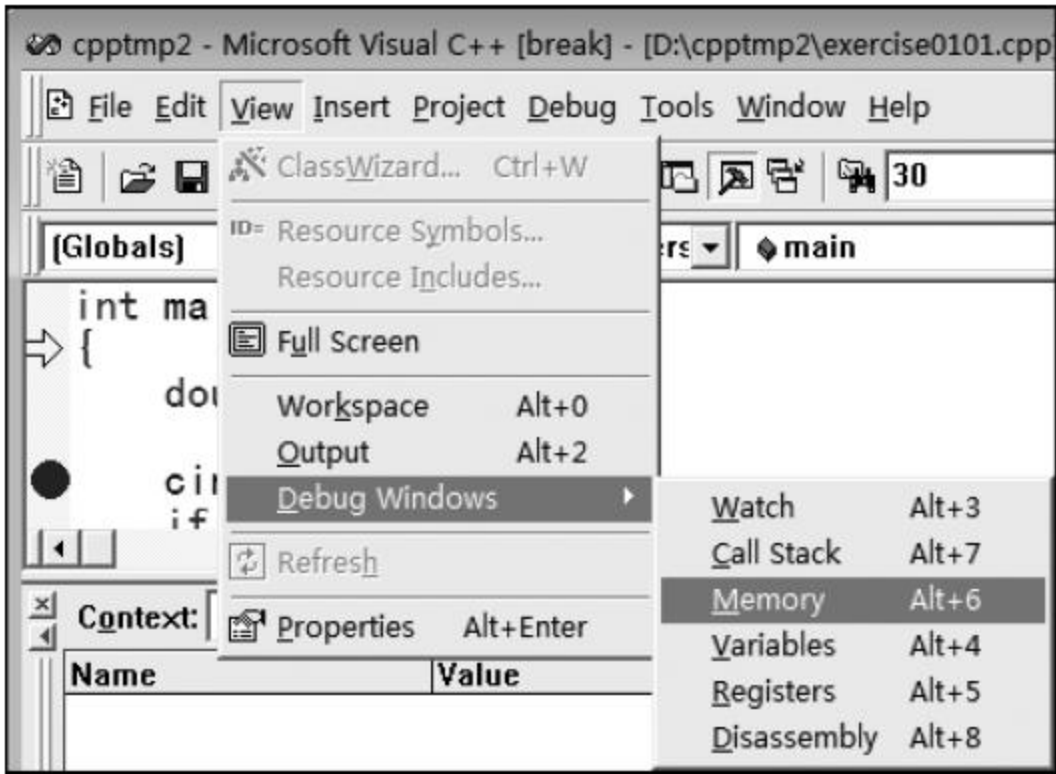 cpptmp2 - Microsoft Visual C++ [break] - [D:\cpptmp2\exercise0101.cpp]
File Edit View Insert Project Debug Tools Window Help
ClassWizard... Ctrl+W
30
ID= Resource Symbols...
[Globals]
main
Resource Includes...
int ma
{
Full Screen
dou
Workspace Alt+0
Output Alt+2
cin
Debug Windows
if
Watch Alt+3
Call Stack Alt+7
Refresh
Memory Alt+6
Context:
Properties Alt+Enter
Variables Alt+4
Name Value
Registers Alt+5
Disassembly Alt+8